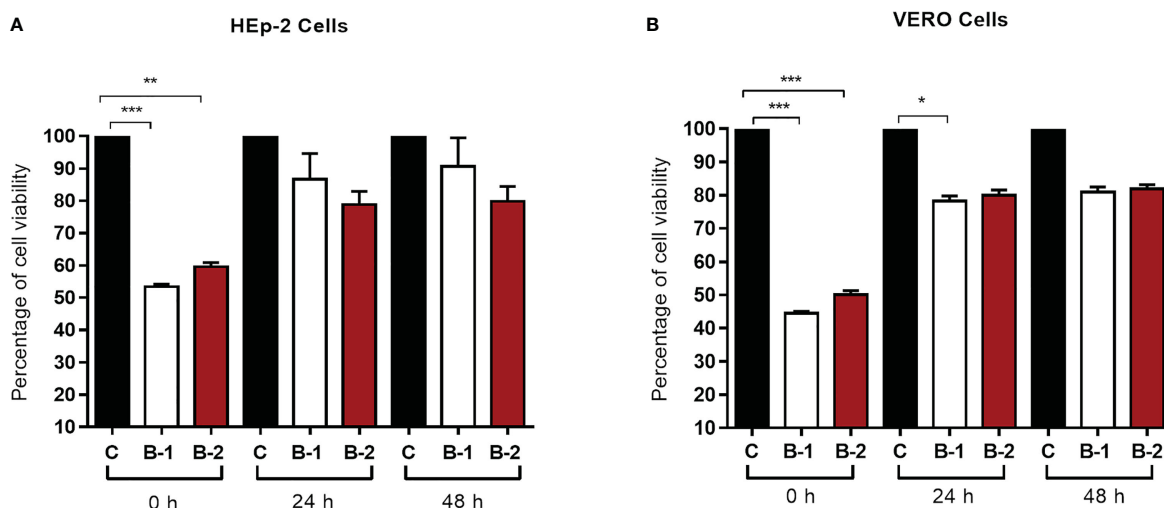 A
HEp-2 Cells
**
***
Percentage of cell viability
100
90
80
70
60
50
40
30
20
10
C B-1 B-2 C B-1 B-2 C B-1 B-2
0 h 24 h 48 h
B
VERO Cells
***
***
*
Percentage of cell viability
100
90
80
70
60
50
40
30
20
10
C B-1 B-2 C B-1 B-2 C B-1 B-2
0 h 24 h 48 h